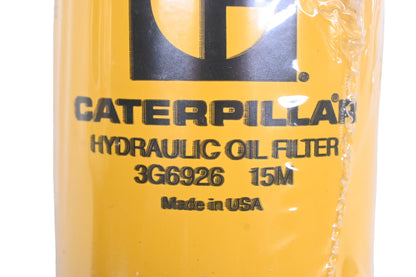 CATERPILLAR
HYDRAULIC OIL FILTER
3G6926 15M
Made in USA